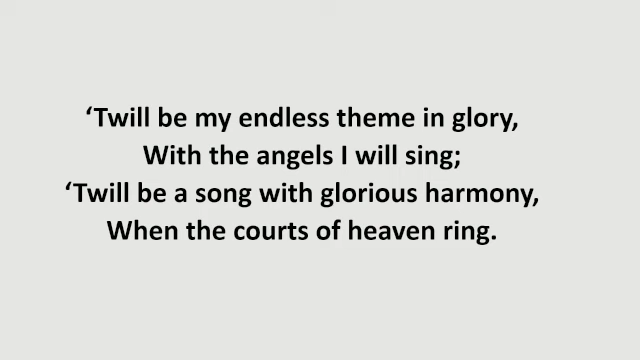 ‘Twill be my endless theme in glory,
With the angels I will sing;
‘Twill be a song with glorious harmony,
When the courts of heaven ring.